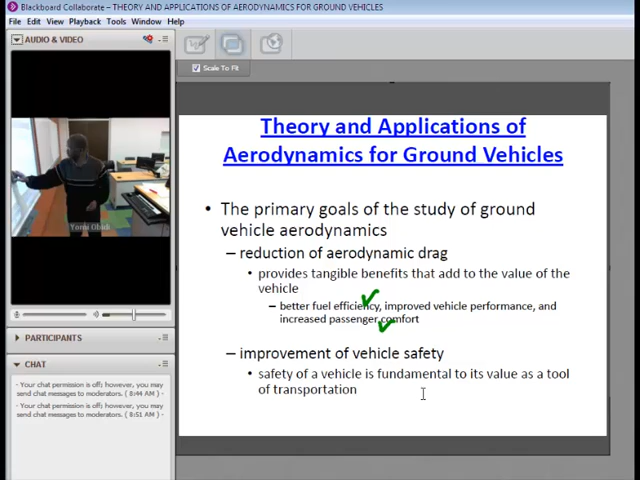 Blackboard Collaborate – THEORY AND APPLICATIONS OF AERODYNAMICS FOR GROUND VEHICLES
File Edit View Playback Tools Window Help
AUDIO & VIDEO
Scale To Fit
Theory and Applications of
Aerodynamics for Ground Vehicles
• The primary goals of the study of ground
vehicle aerodynamics
– reduction of aerodynamic drag
• provides tangible benefits that add to the value of the
vehicle
– better fuel efficiency, improved vehicle performance, and
increased passenger comfort
– improvement of vehicle safety
• safety of a vehicle is fundamental to its value as a tool
of transportation
Yomi Obidi
PARTICIPANTS
CHAT
- Your chat permission is off; however, you may
send chat messages to moderators. ( 8:44 AM )
- Your chat permission is off; however, you may
send chat messages to moderators. ( 8:51 AM )